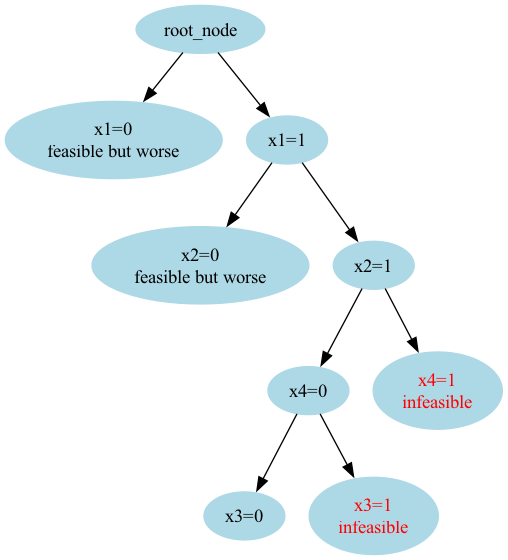 root_node
x1=0
feasible but worse
x1=1
x2=0
feasible but worse
x2=1
x4=0
x4=1
infeasible
x3=0
x3=1
infeasible